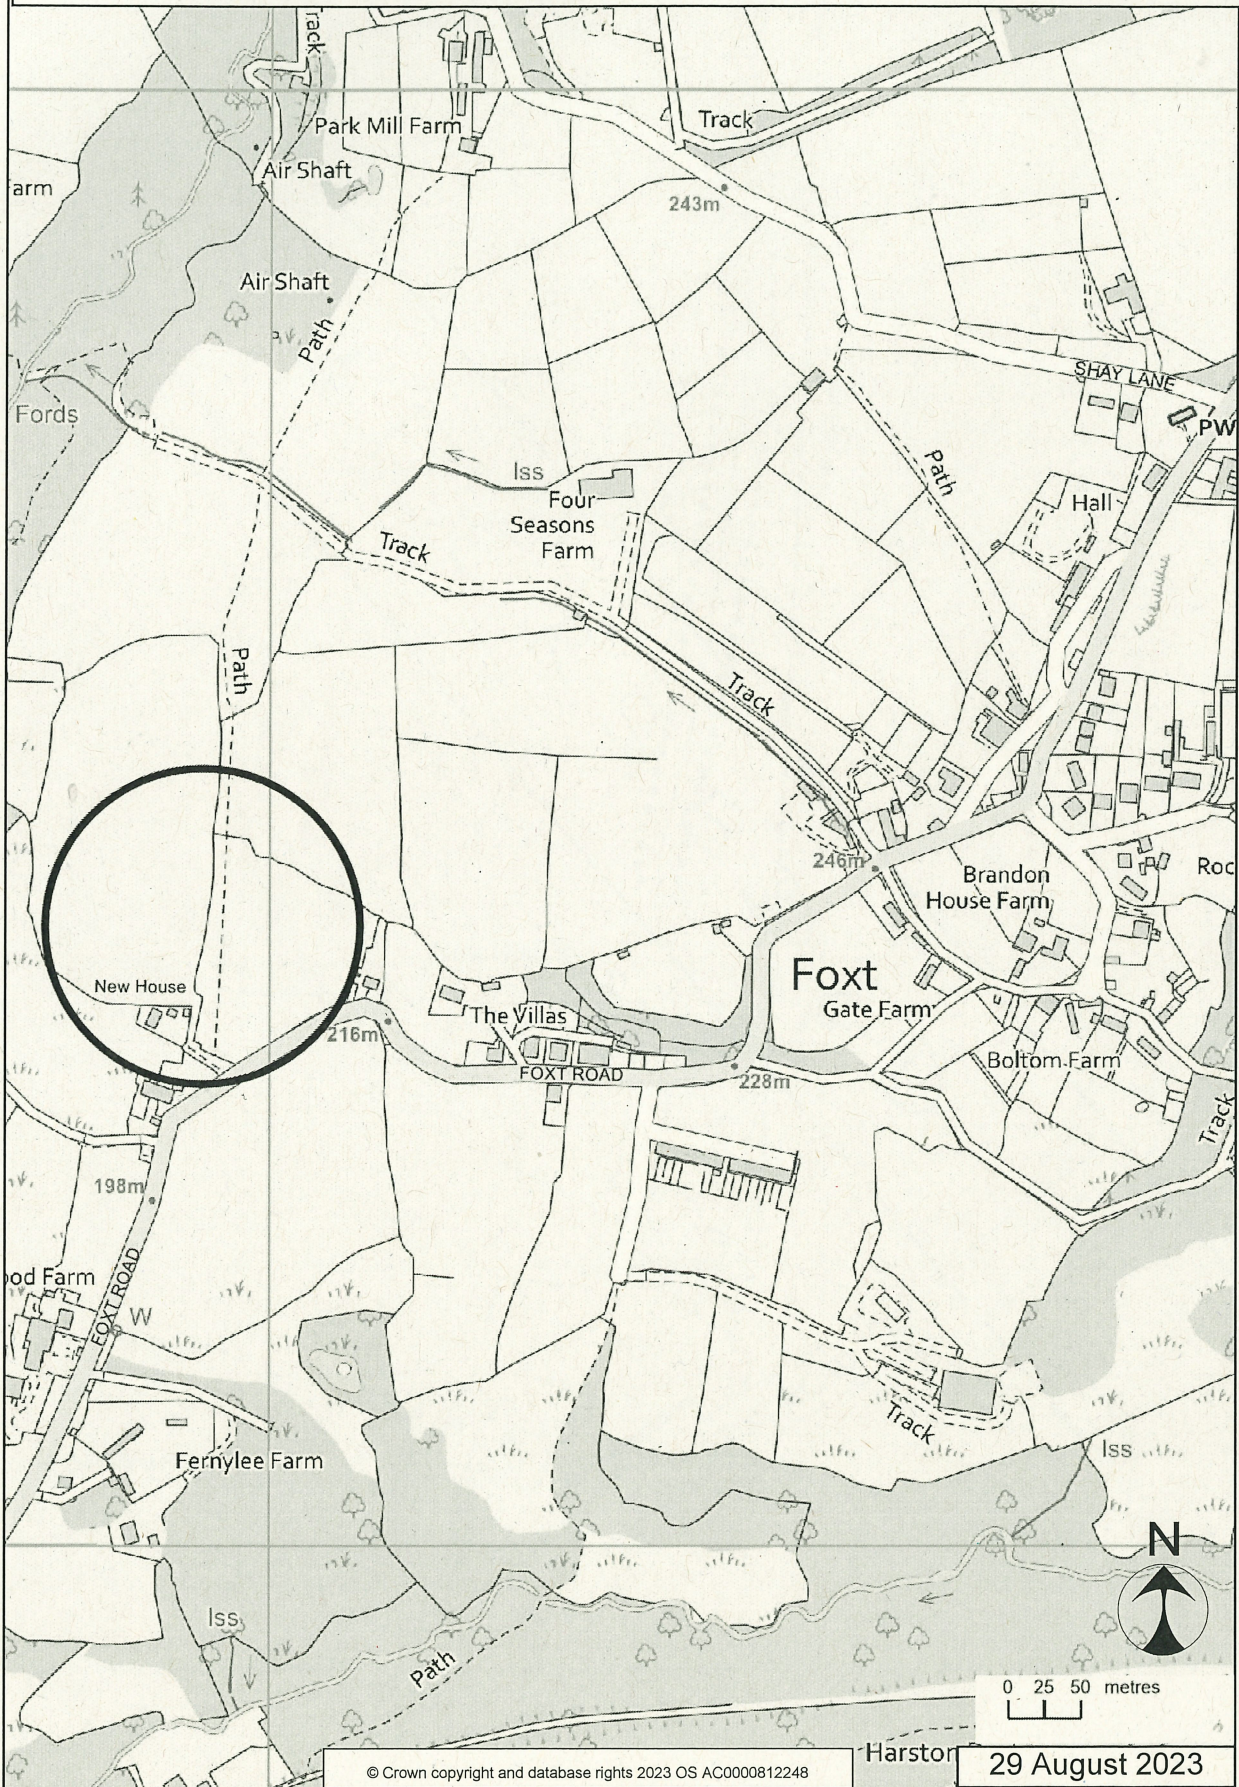 Track
Park Mill Farm
Track
Air Shaft
arm
243m
Air Shaft
Path
SHAY LANE
Fords
PW
Path
Iss
Hall
Four
Seasons
Farm
Track
Path
Track
246m
Brandon
House Farm
Roc
Foxt
New House
Gate Farm
The Villas
216m
Boltom Farm
FOXT ROAD
228m
Track
198m
ood Farm
FOXT ROAD
W
Track
Iss
Fernylee Farm
N
Iss
Path
0 25 50 metres
Harston
29 August 2023
© Crown copyright and database rights 2023 OS AC0000812248